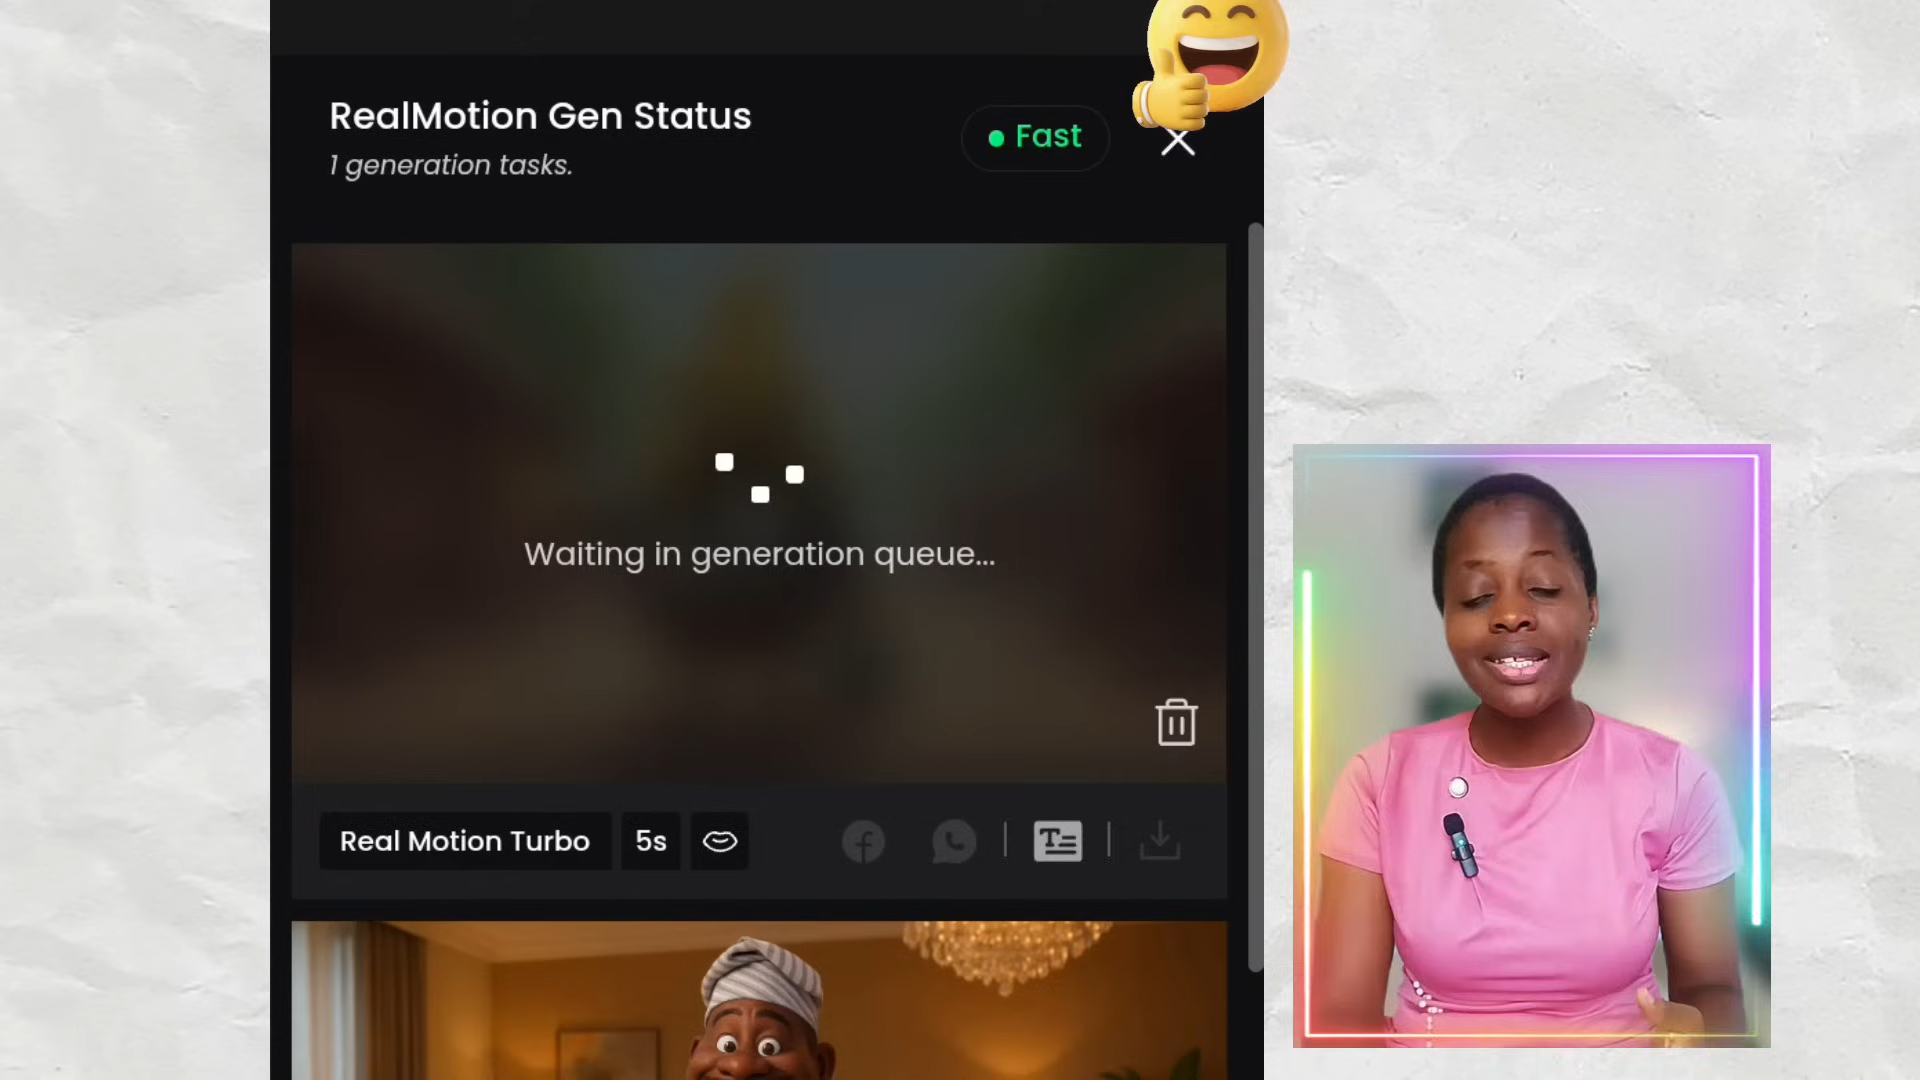 RealMotion Gen Status
1 generation tasks.
Fast
Waiting in generation queue...
Real Motion Turbo
5s